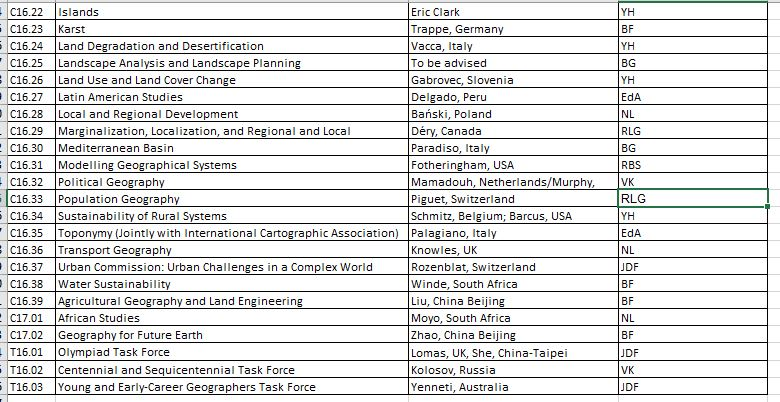 C16.22 Islands Eric Clark YH
C16.23 Karst Trappe, Germany BF
C16.24 Land Degradation and Desertification Vacca, Italy YH
C16.25 Landscape Analysis and Landscape Planning To be advised BG
C16.26 Land Use and Land Cover Change Gabrovec, Slovenia YH
C16.27 Latin American Studies Delgado, Peru EdA
C16.28 Local and Regional Development Bański, Poland NL
C16.29 Marginalization, Localization, and Regional and Local Déry, Canada RLG
C16.30 Mediterranean Basin Paradiso, Italy BG
C16.31 Modelling Geographical Systems Fotheringham, USA RBS
C16.32 Political Geography Mamadouh, Netherlands/Murphy, VK
C16.33 Population Geography Piguet, Switzerland RLG
C16.34 Sustainability of Rural Systems Schmitz, Belgium; Barcus, USA YH
C16.35 Toponymy (Jointly with International Cartographic Association) Palagiano, Italy EdA
C16.36 Transport Geography Knowles, UK NL
C16.37 Urban Commission: Urban Challenges in a Complex World Rozenblat, Switzerland JDF
C16.38 Water Sustainability Winde, South Africa BF
C16.39 Agricultural Geography and Land Engineering Liu, China Beijing BF
C17.01 African Studies Moyo, South Africa NL
C17.02 Geography for Future Earth Zhao, China Beijing BF
T16.01 Olympiad Task Force Lomas, UK, She, China-Taipei JDF
T16.02 Centennial and Sequicentennial Task Force Kolosov, Russia VK
T16.03 Young and Early-Career Geographers Task Force Yenneti, Australia JDF